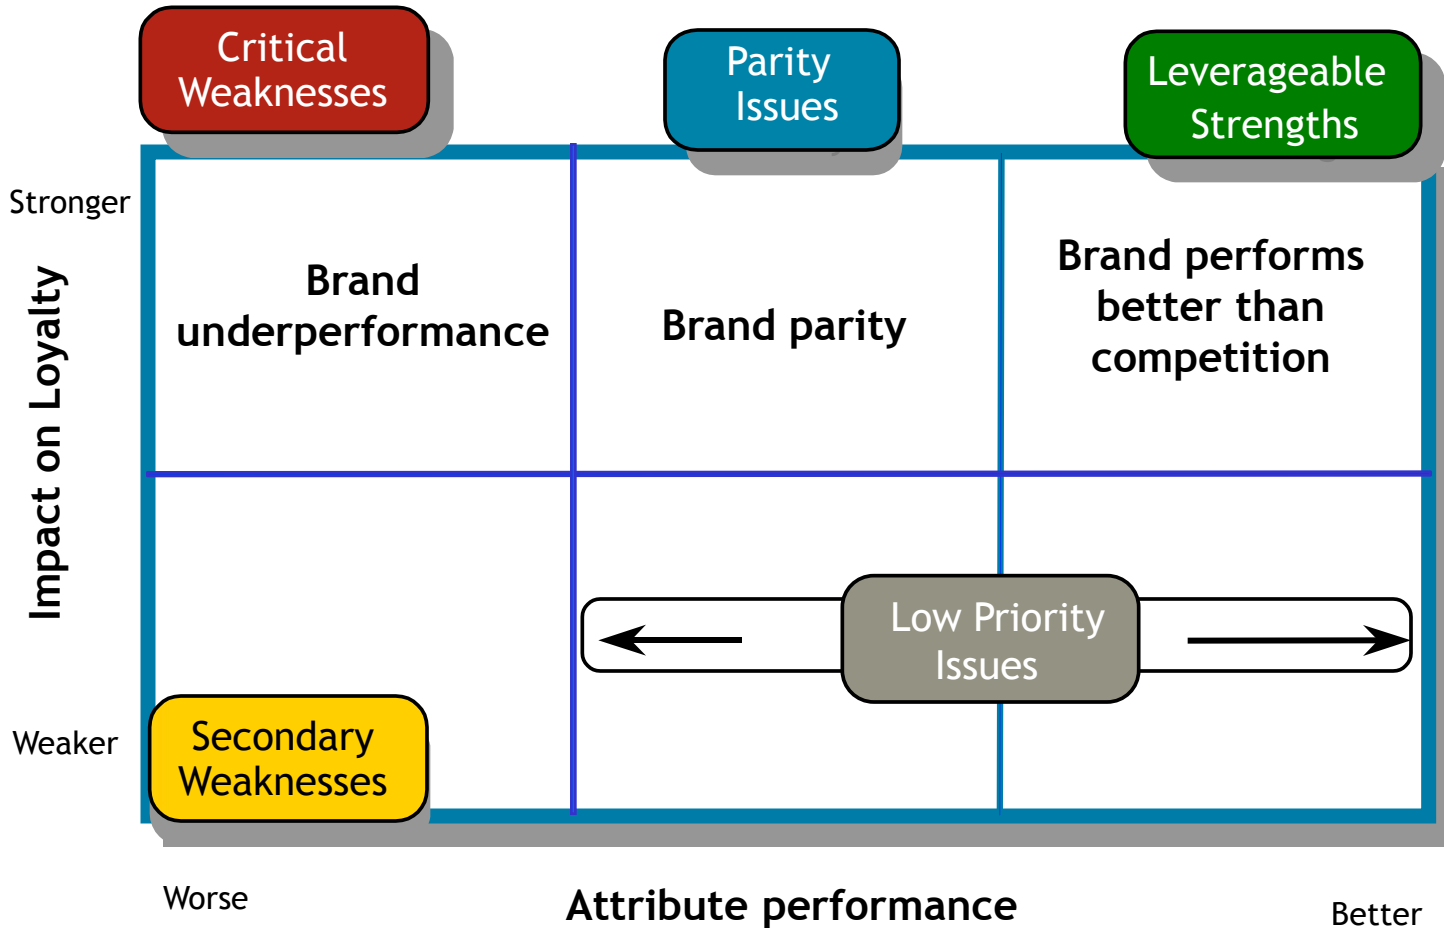 Critical
Weaknesses
Parity
Issues
Leverageable
Strengths
Stronger
Impact on Loyalty
Weaker
Brand
underperformance
Brand parity
Brand performs
better than
competition
Low Priority
Issues
Secondary
Weaknesses
Worse
Attribute performance
Better